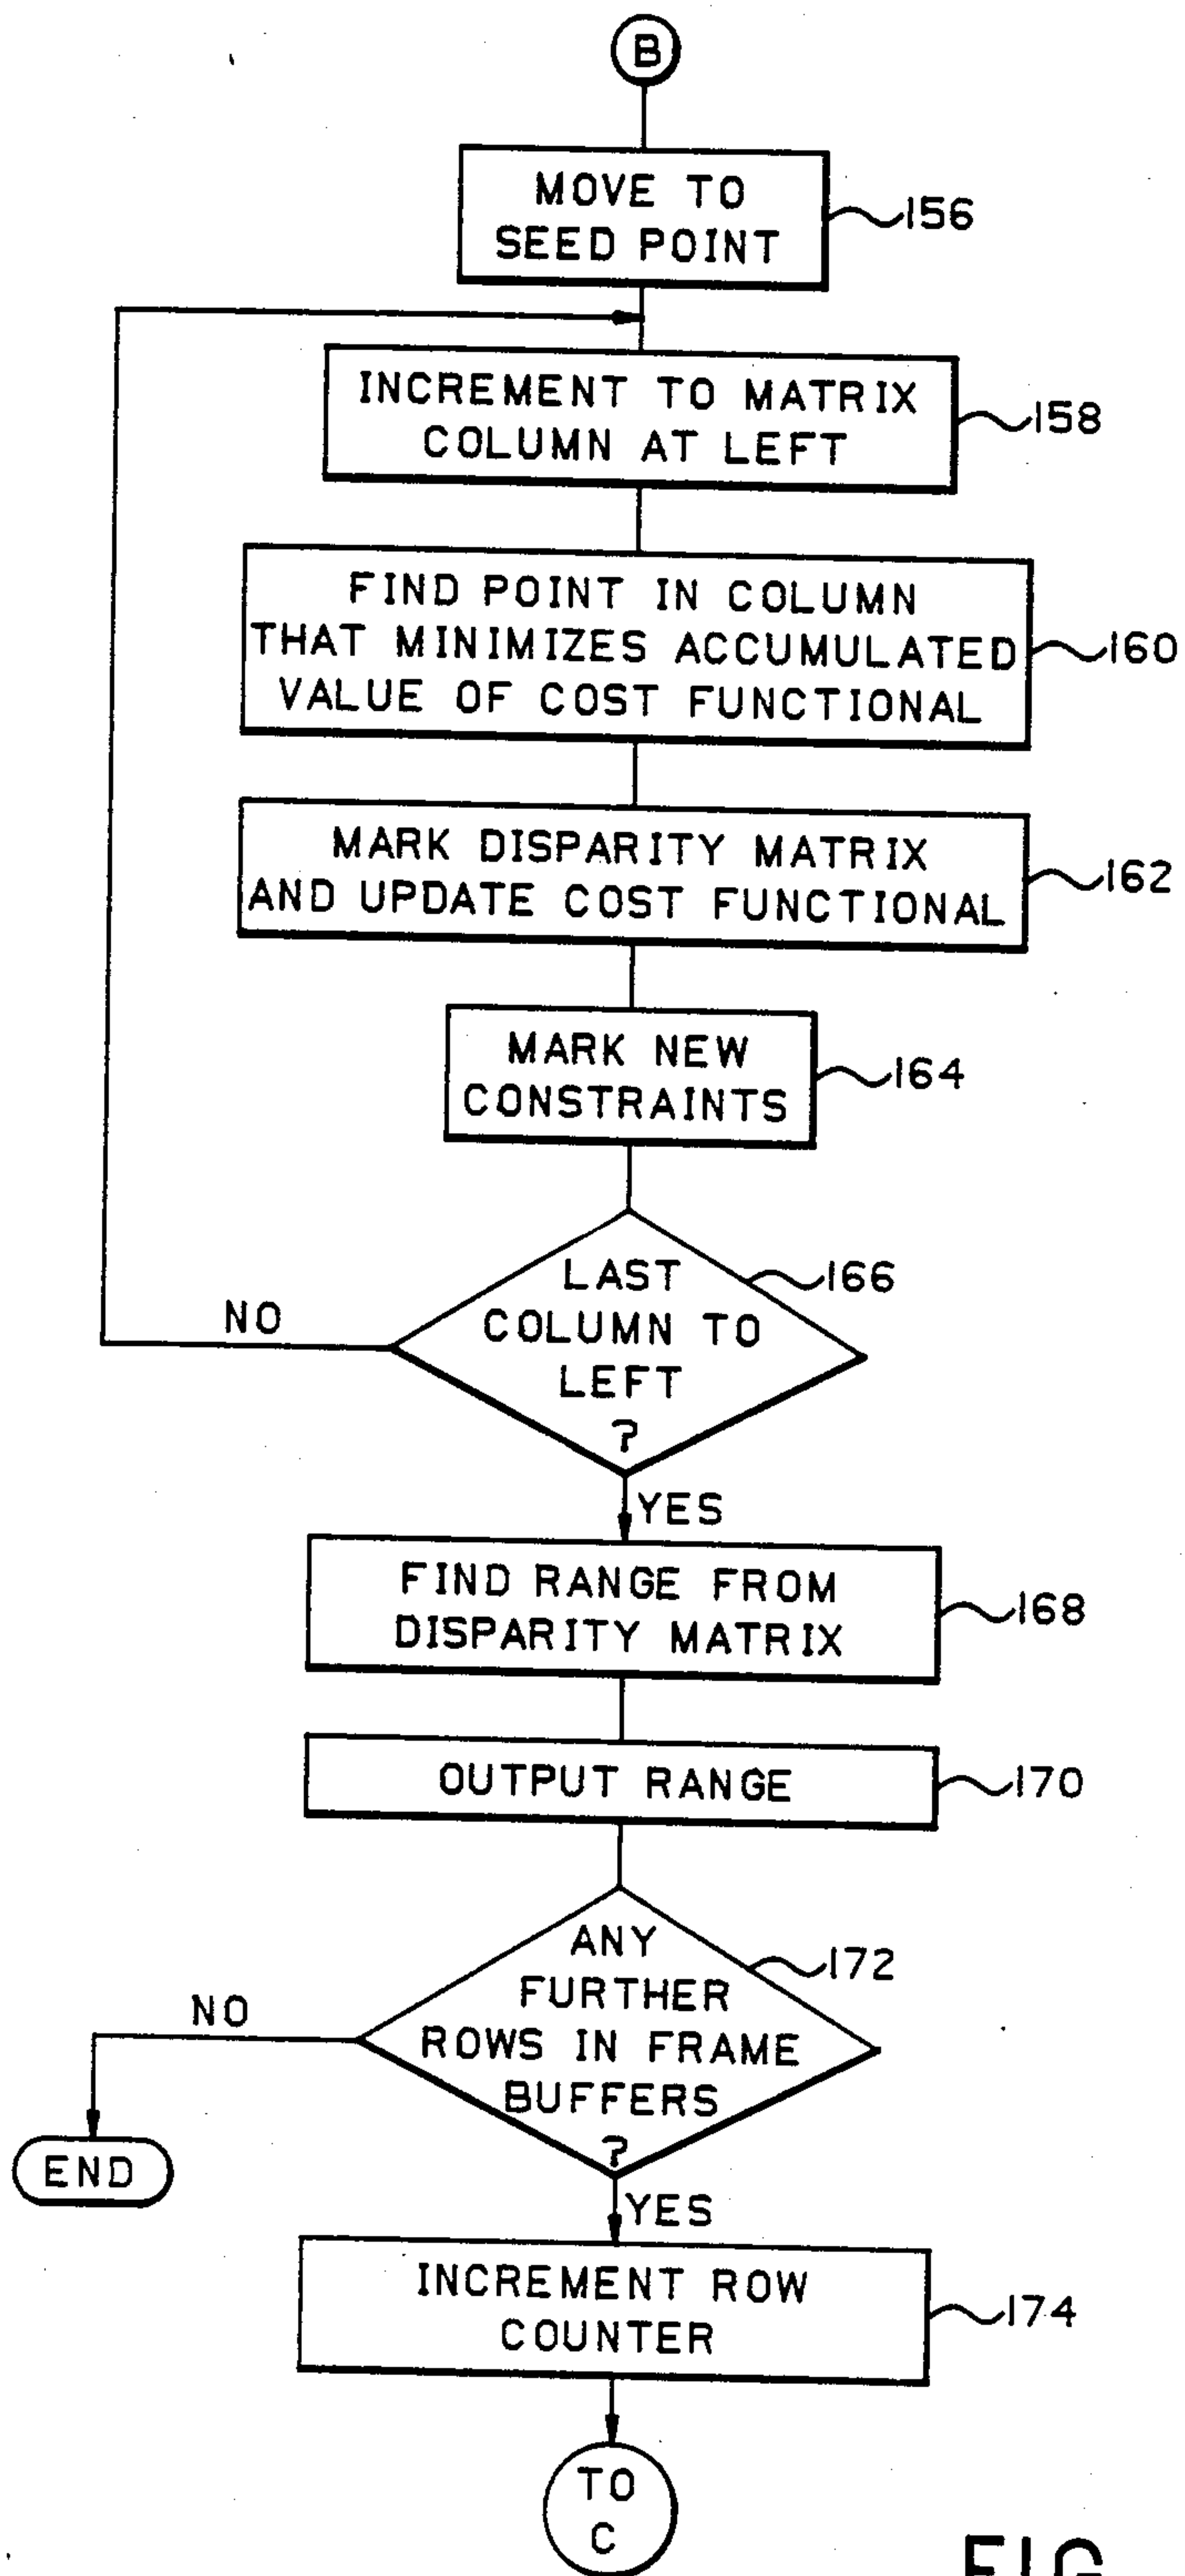 B
MOVE TO
SEED POINT
156
INCREMENT TO MATRIX
COLUMN AT LEFT
158
FIND POINT IN COLUMN
THAT MINIMIZES ACCUMULATED
VALUE OF COST FUNCTIONAL
160
MARK DISPARITY MATRIX
AND UPDATE COST FUNCTIONAL
162
MARK NEW
CONSTRAINTS
164
LAST
COLUMN TO
LEFT
?
166
NO
YES
FIND RANGE FROM
DISPARITY MATRIX
168
OUTPUT RANGE
170
ANY
FURTHER
ROWS IN FRAME
BUFFERS
?
172
NO
END
YES
INCREMENT ROW
COUNTER
174
TO
C
FIG